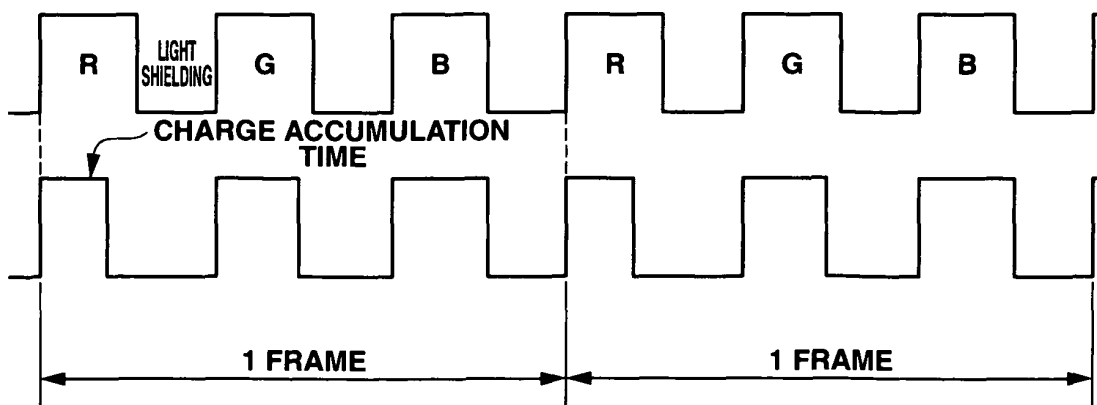 R
LIGHT
SHIELDING
G
B
R
G
B
CHARGE ACCUMULATION
TIME
1 FRAME
1 FRAME